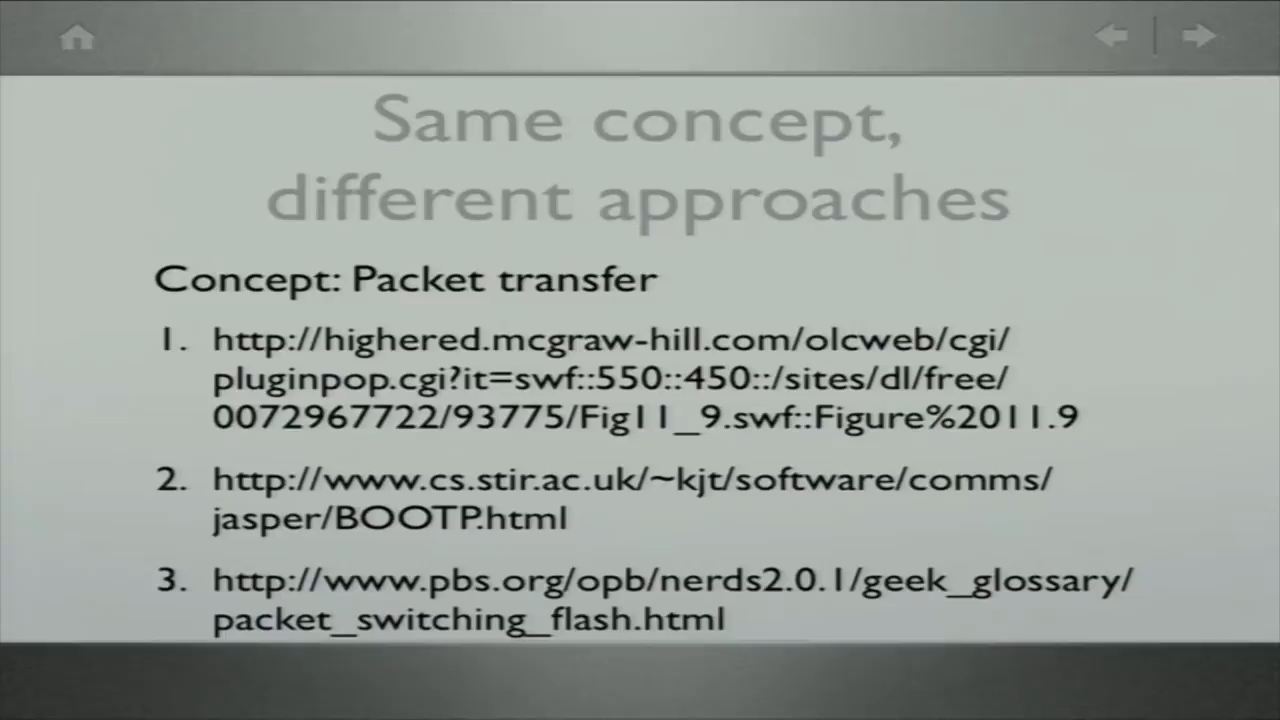 Same concept,
different approaches
Concept: Packet transfer
1. http://highered.mcgraw-hill.com/olcweb/cgi/
pluginpop.cgi?it=swf::550::450::/sites/dl/free/
0072967722/93775/Fig11_9.swf::Figure%2011.9
2. http://www.cs.stir.ac.uk/~kjt/software/comms/
jasper/BOOTP.html
3. http://www.pbs.org/opb/nerds2.0.1/geek_glossary/
packet_switching_flash.html